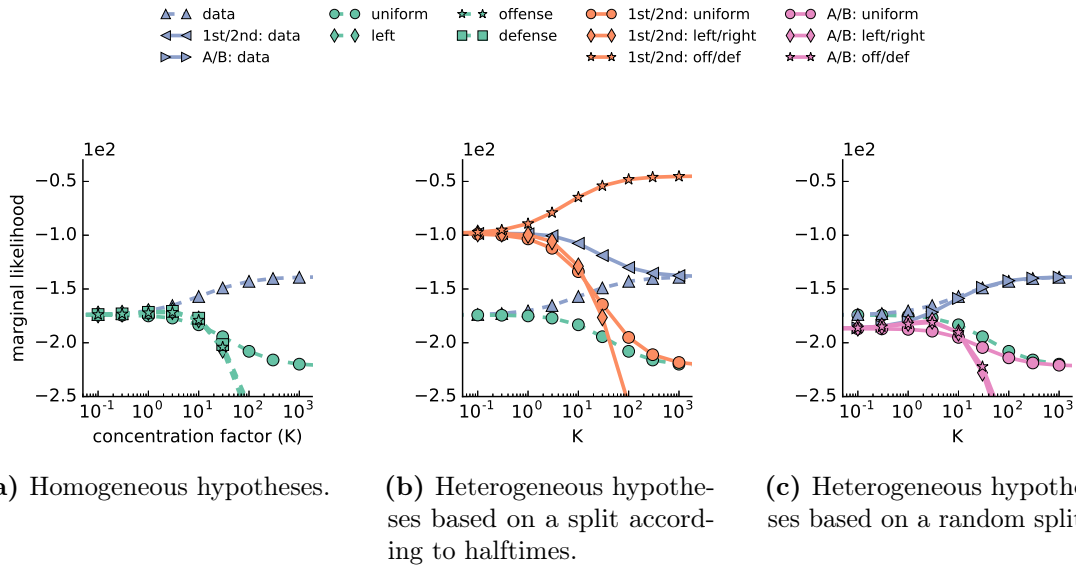 data
1st/2nd: data
A/B: data
uniform
left
offense
defense
1st/2nd: uniform
1st/2nd: left/right
1st/2nd: off/def
A/B: uniform
A/B: left/right
A/B: off/def
marginal likelihood
1e2
−0.5
−1.0
−1.5
−2.0
−2.5
10⁻¹ 10⁰ 10¹ 10² 10³
concentration factor (K)
1e2
−0.5
−1.0
−1.5
−2.0
−2.5
10⁻¹ 10⁰ 10¹ 10² 10³
K
1e2
−0.5
−1.0
−1.5
−2.0
−2.5
10⁻¹ 10⁰ 10¹ 10² 10³
K
a) Homogeneous hypotheses.
(b) Heterogeneous hypothe-
ses based on a split accord-
ing to halftimes.
(c) Heterogeneous hypothe
ses based on a random split